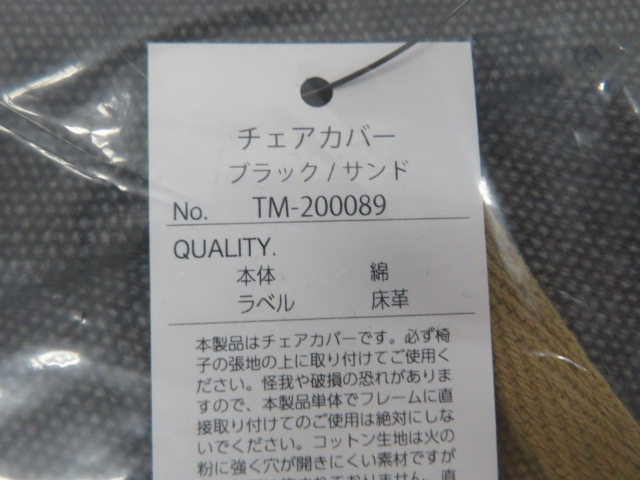 チェアカバー
ブラック / サンド
No. TM-200089
QUALITY.
本体 綿
ラベル 床革
本製品はチェアカバーです。必ず椅
子の張地の上に取り付けてご使用く
ださい。怪我や破損の恐れがありま
すので、本製品単体でフレームに直
接取り付けてのご使用は絶対にしな
いでください。コットン生地は火の
粉に強く穴が開きにくい素材ですが